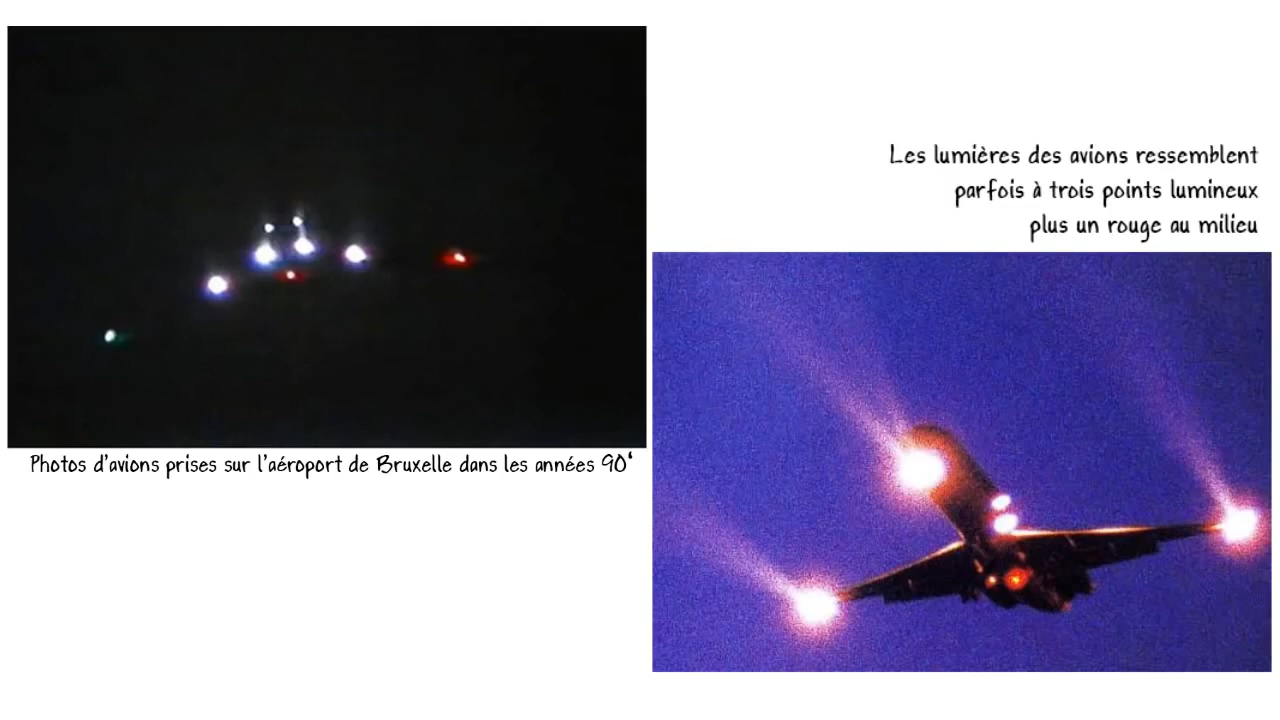 Les lumières des avions ressemblent
parfois à trois points lumineux
plus un rouge au milieu
Photos d'avions prises sur l'aéroport de Bruxelle dans les années 90'